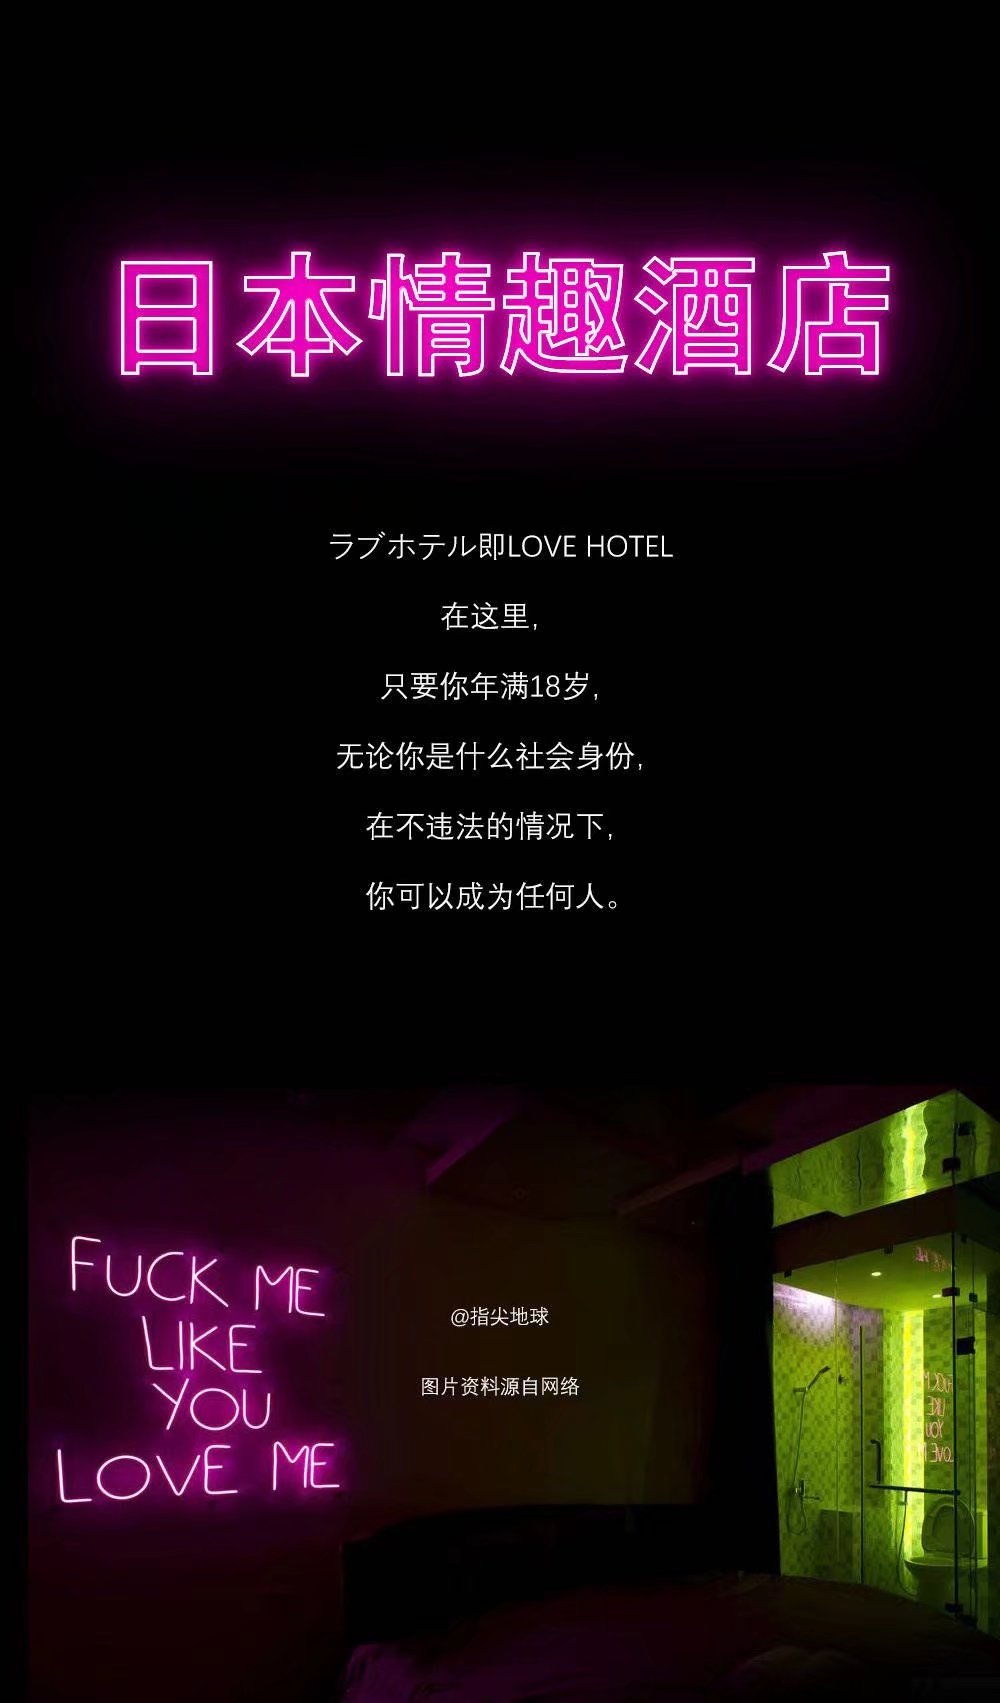 日本情趣酒店
ラブホテル即LOVE HOTEL
在这里,
只要你年满18岁,
无论你是什么社会身份,
在不违法的情况下,
你可以成为任何人。
FUCK ME
LIKE
YOU
LOVE ME
@指尖地球
图片资料源自网络